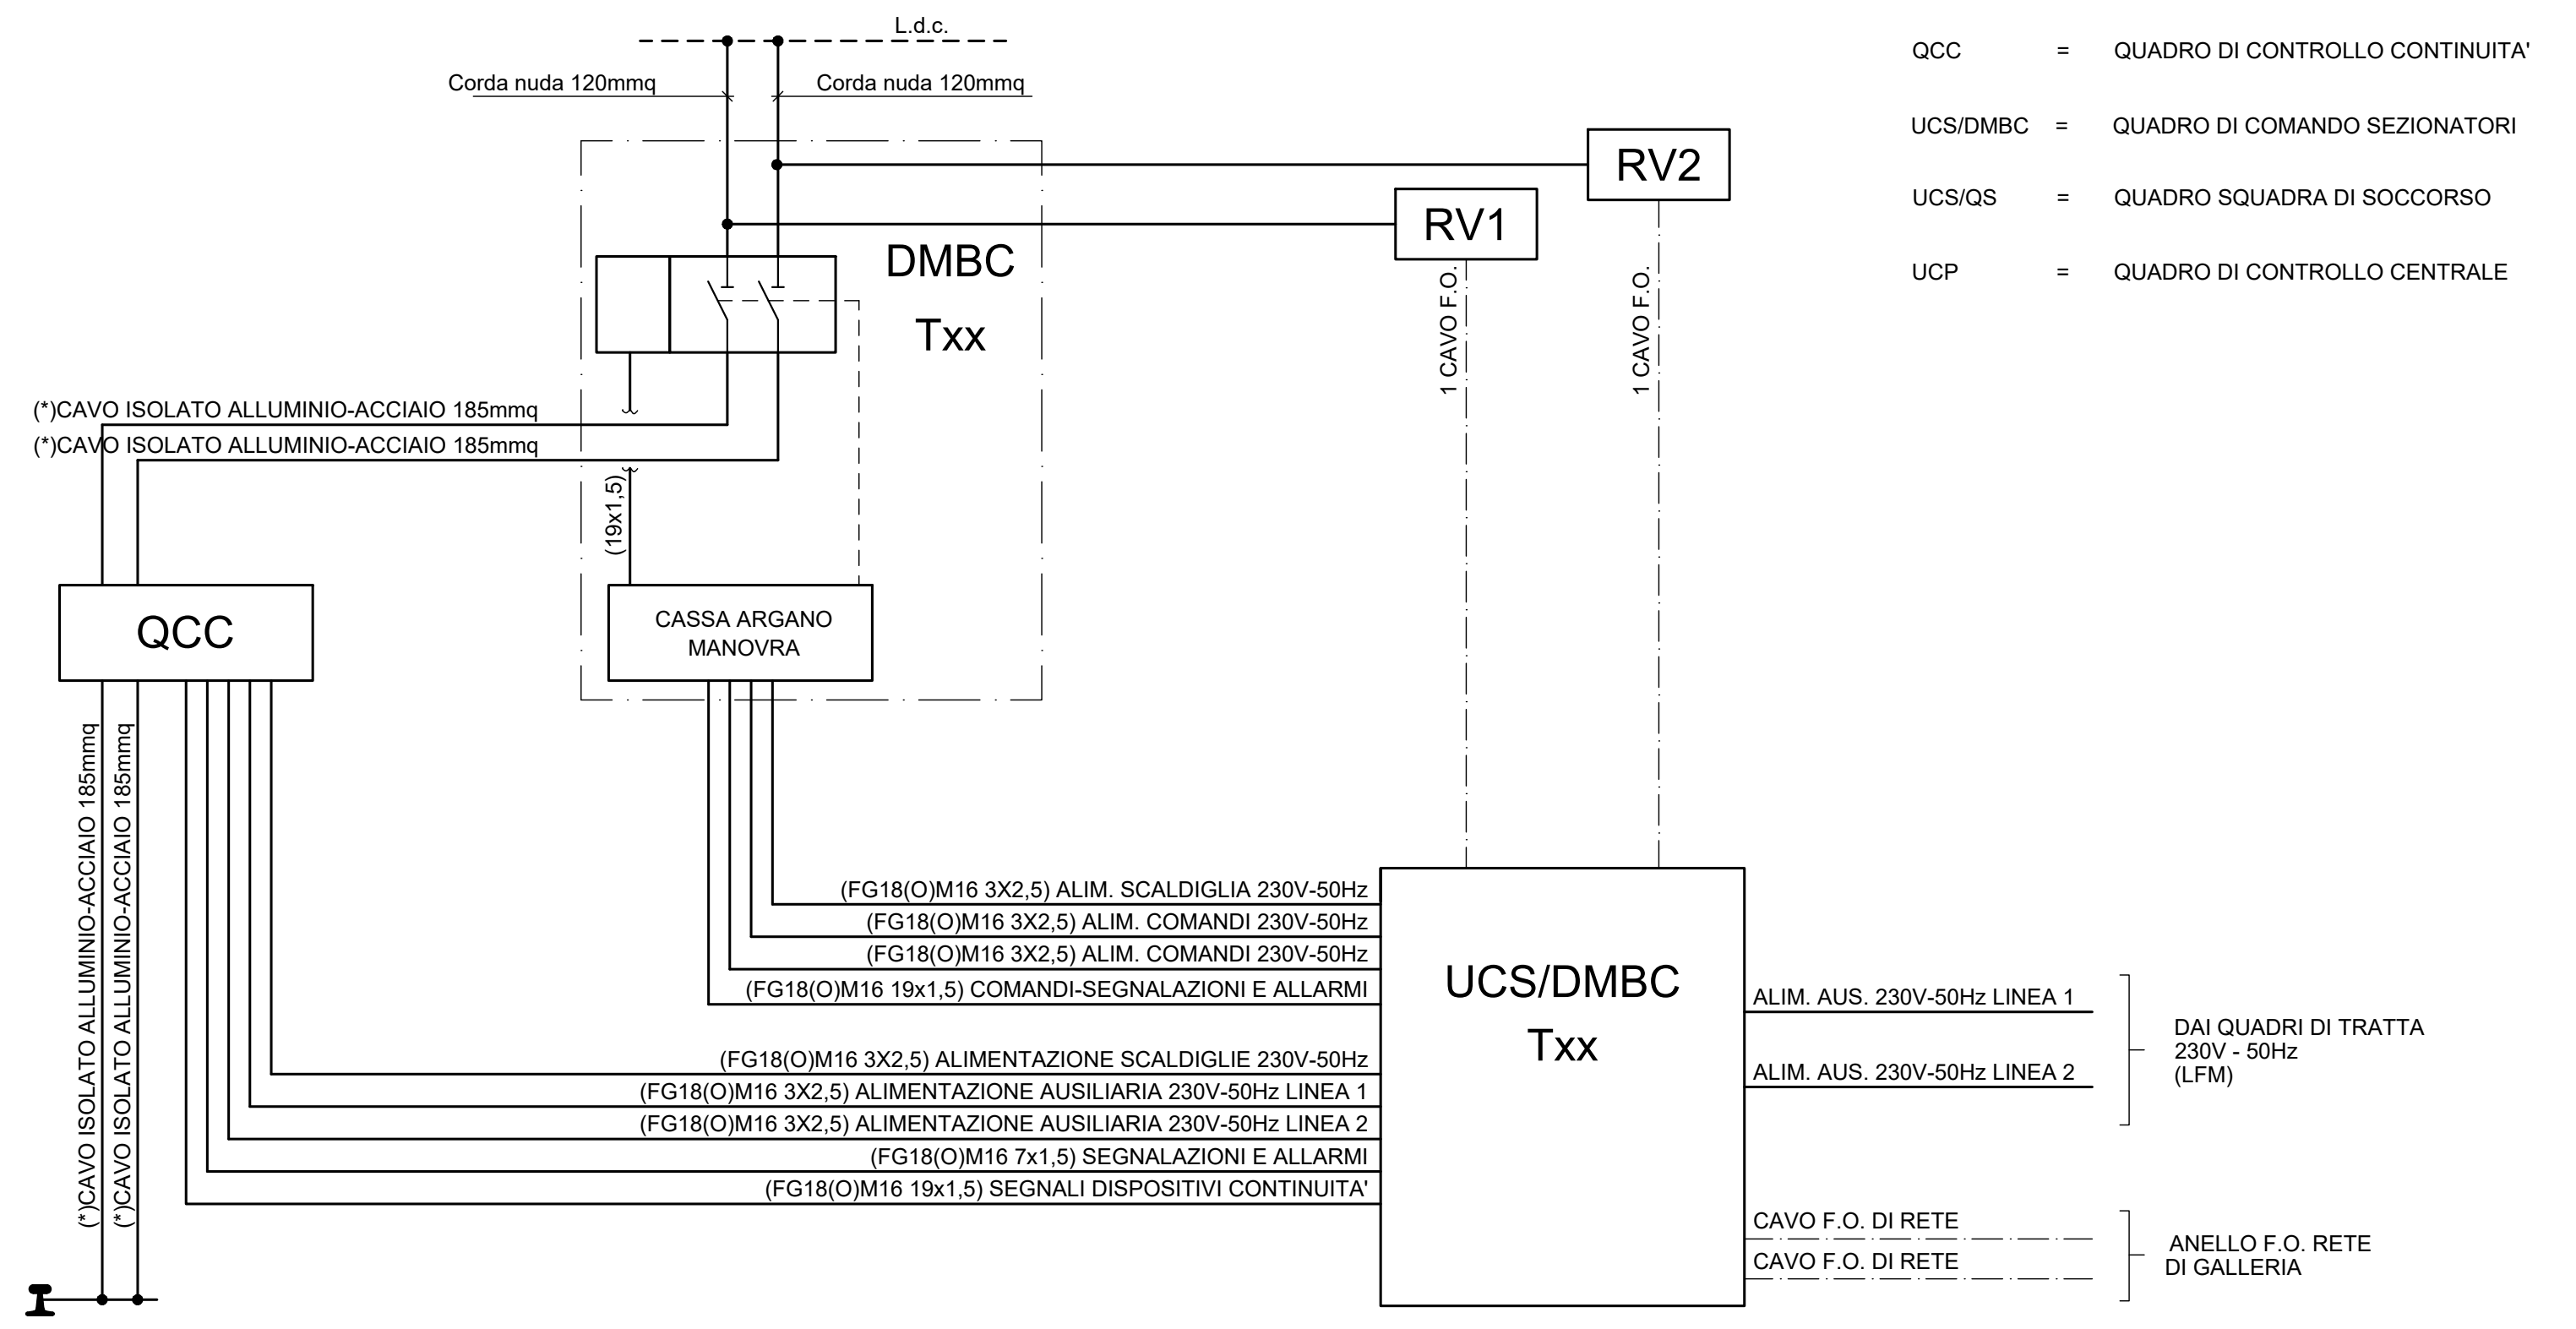 L.d.c.
Corda nuda 120mmq
Corda nuda 120mmq
QCC = QUADRO DI CONTROLLO CONTINUITA'
UCS/DMBC = QUADRO DI COMANDO SEZIONATORI
UCS/QS = QUADRO SQUADRA DI SOCCORSO
UCP = QUADRO DI CONTROLLO CENTRALE
RV2
RV1
DMBC
Txx
1 CAVO F.O.
1 CAVO F.O.
(*)CAVO ISOLATO ALLUMINIO-ACCIAIO 185mmq
(*)CAVO ISOLATO ALLUMINIO-ACCIAIO 185mmq
(19x1,5)
QCC
CASSA ARGANO
MANOVRA
(*)CAVO ISOLATO ALLUMINIO-ACCIAIO 185mmq
(*)CAVO ISOLATO ALLUMINIO-ACCIAIO 185mmq
(FG18(O)M16 3X2,5) ALIM. SCALDIGLIA 230V-50Hz
(FG18(O)M16 3X2,5) ALIM. COMANDI 230V-50Hz
(FG18(O)M16 3X2,5) ALIM. COMANDI 230V-50Hz
(FG18(O)M16 19x1,5) COMANDI-SEGNALAZIONI E ALLARMI
(FG18(O)M16 3X2,5) ALIMENTAZIONE SCALDIGLIE 230V-50Hz
(FG18(O)M16 3X2,5) ALIMENTAZIONE AUSILIARIA 230V-50Hz LINEA 1
(FG18(O)M16 3X2,5) ALIMENTAZIONE AUSILIARIA 230V-50Hz LINEA 2
(FG18(O)M16 7x1,5) SEGNALAZIONI E ALLARMI
(FG18(O)M16 19x1,5) SEGNALI DISPOSITIVI CONTINUITA'
UCS/DMBC
Txx
ALIM. AUS. 230V-50Hz LINEA 1
ALIM. AUS. 230V-50Hz LINEA 2
DAI QUADRI DI TRATTA
230V - 50Hz
(LFM)
CAVO F.O. DI RETE
CAVO F.O. DI RETE
ANELLO F.O. RETE
DI GALLERIA